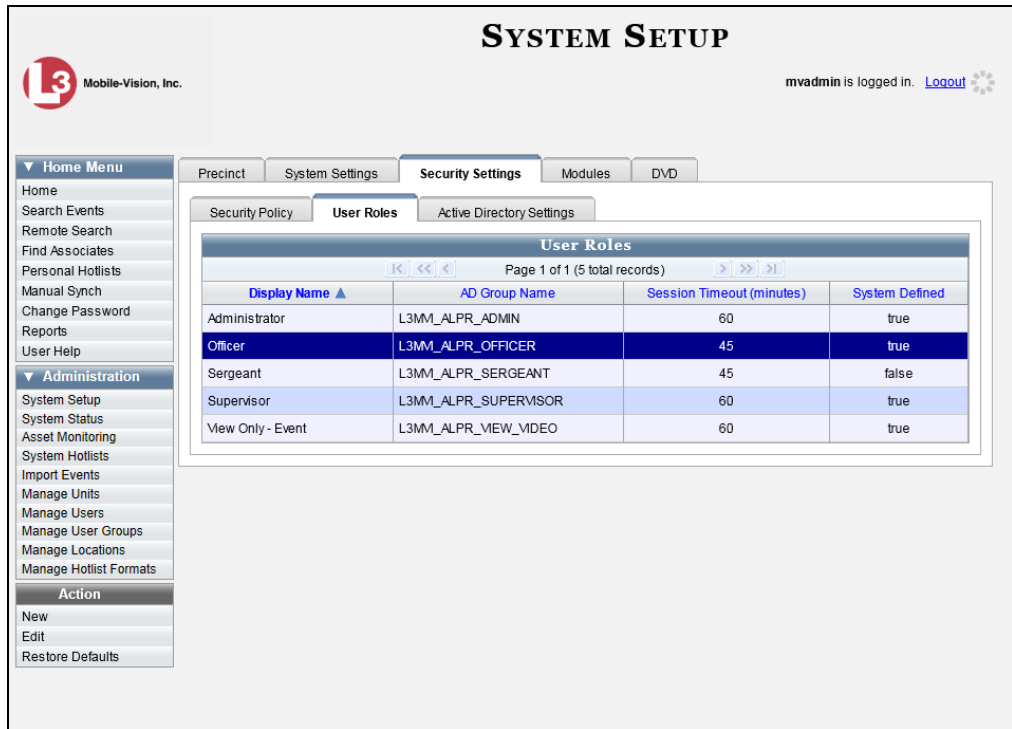 SYSTEM SETUP
L3 Mobile-Vision, Inc.
mvadmin is logged in. Logout
Home Menu
Home
Search Events
Remote Search
Find Associates
Personal Hotlists
Manual Synch
Change Password
Reports
User Help
Administration
System Setup
System Status
Asset Monitoring
System Hotlists
Import Events
Manage Units
Manage Users
Manage User Groups
Manage Locations
Manage Hotlist Formats
Action
New
Edit
Restore Defaults
Precinct System Settings Security Settings Modules DVD
Security Policy User Roles Active Directory Settings
User Roles
Page 1 of 1 (5 total records)
Display Name AD Group Name Session Timeout (minutes) System Defined
Administrator L3MM_ALPR_ADMIN 60 true
Officer L3MM_ALPR_OFFICER 45 true
Sergeant L3MM_ALPR_SERGEANT 45 false
Supervisor L3MM_ALPR_SUPERVISOR 60 true
View Only - Event L3MM_ALPR_VIEW_VIDEO 60 true